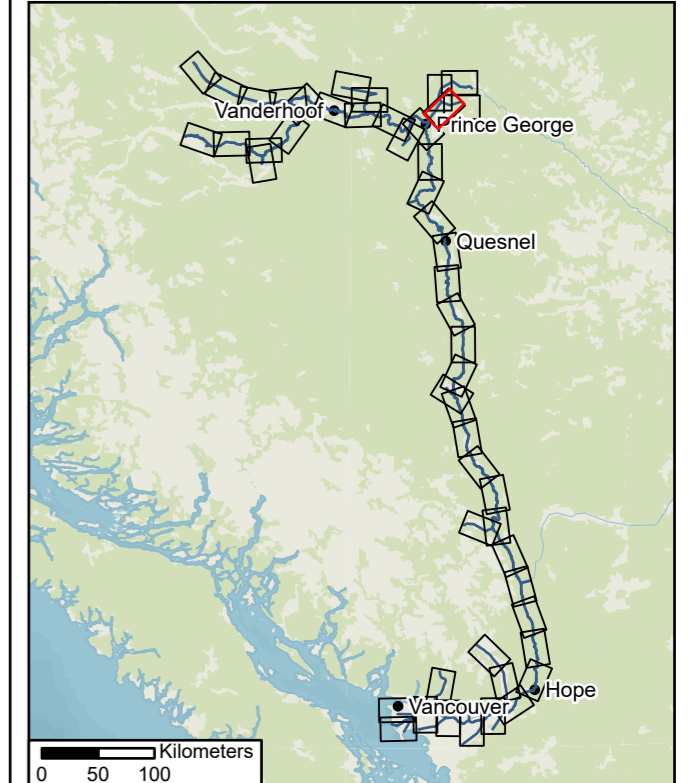 Vanderhoof
Prince George
Quesnel
Hope
Vancouver
Kilometers
0 50 100